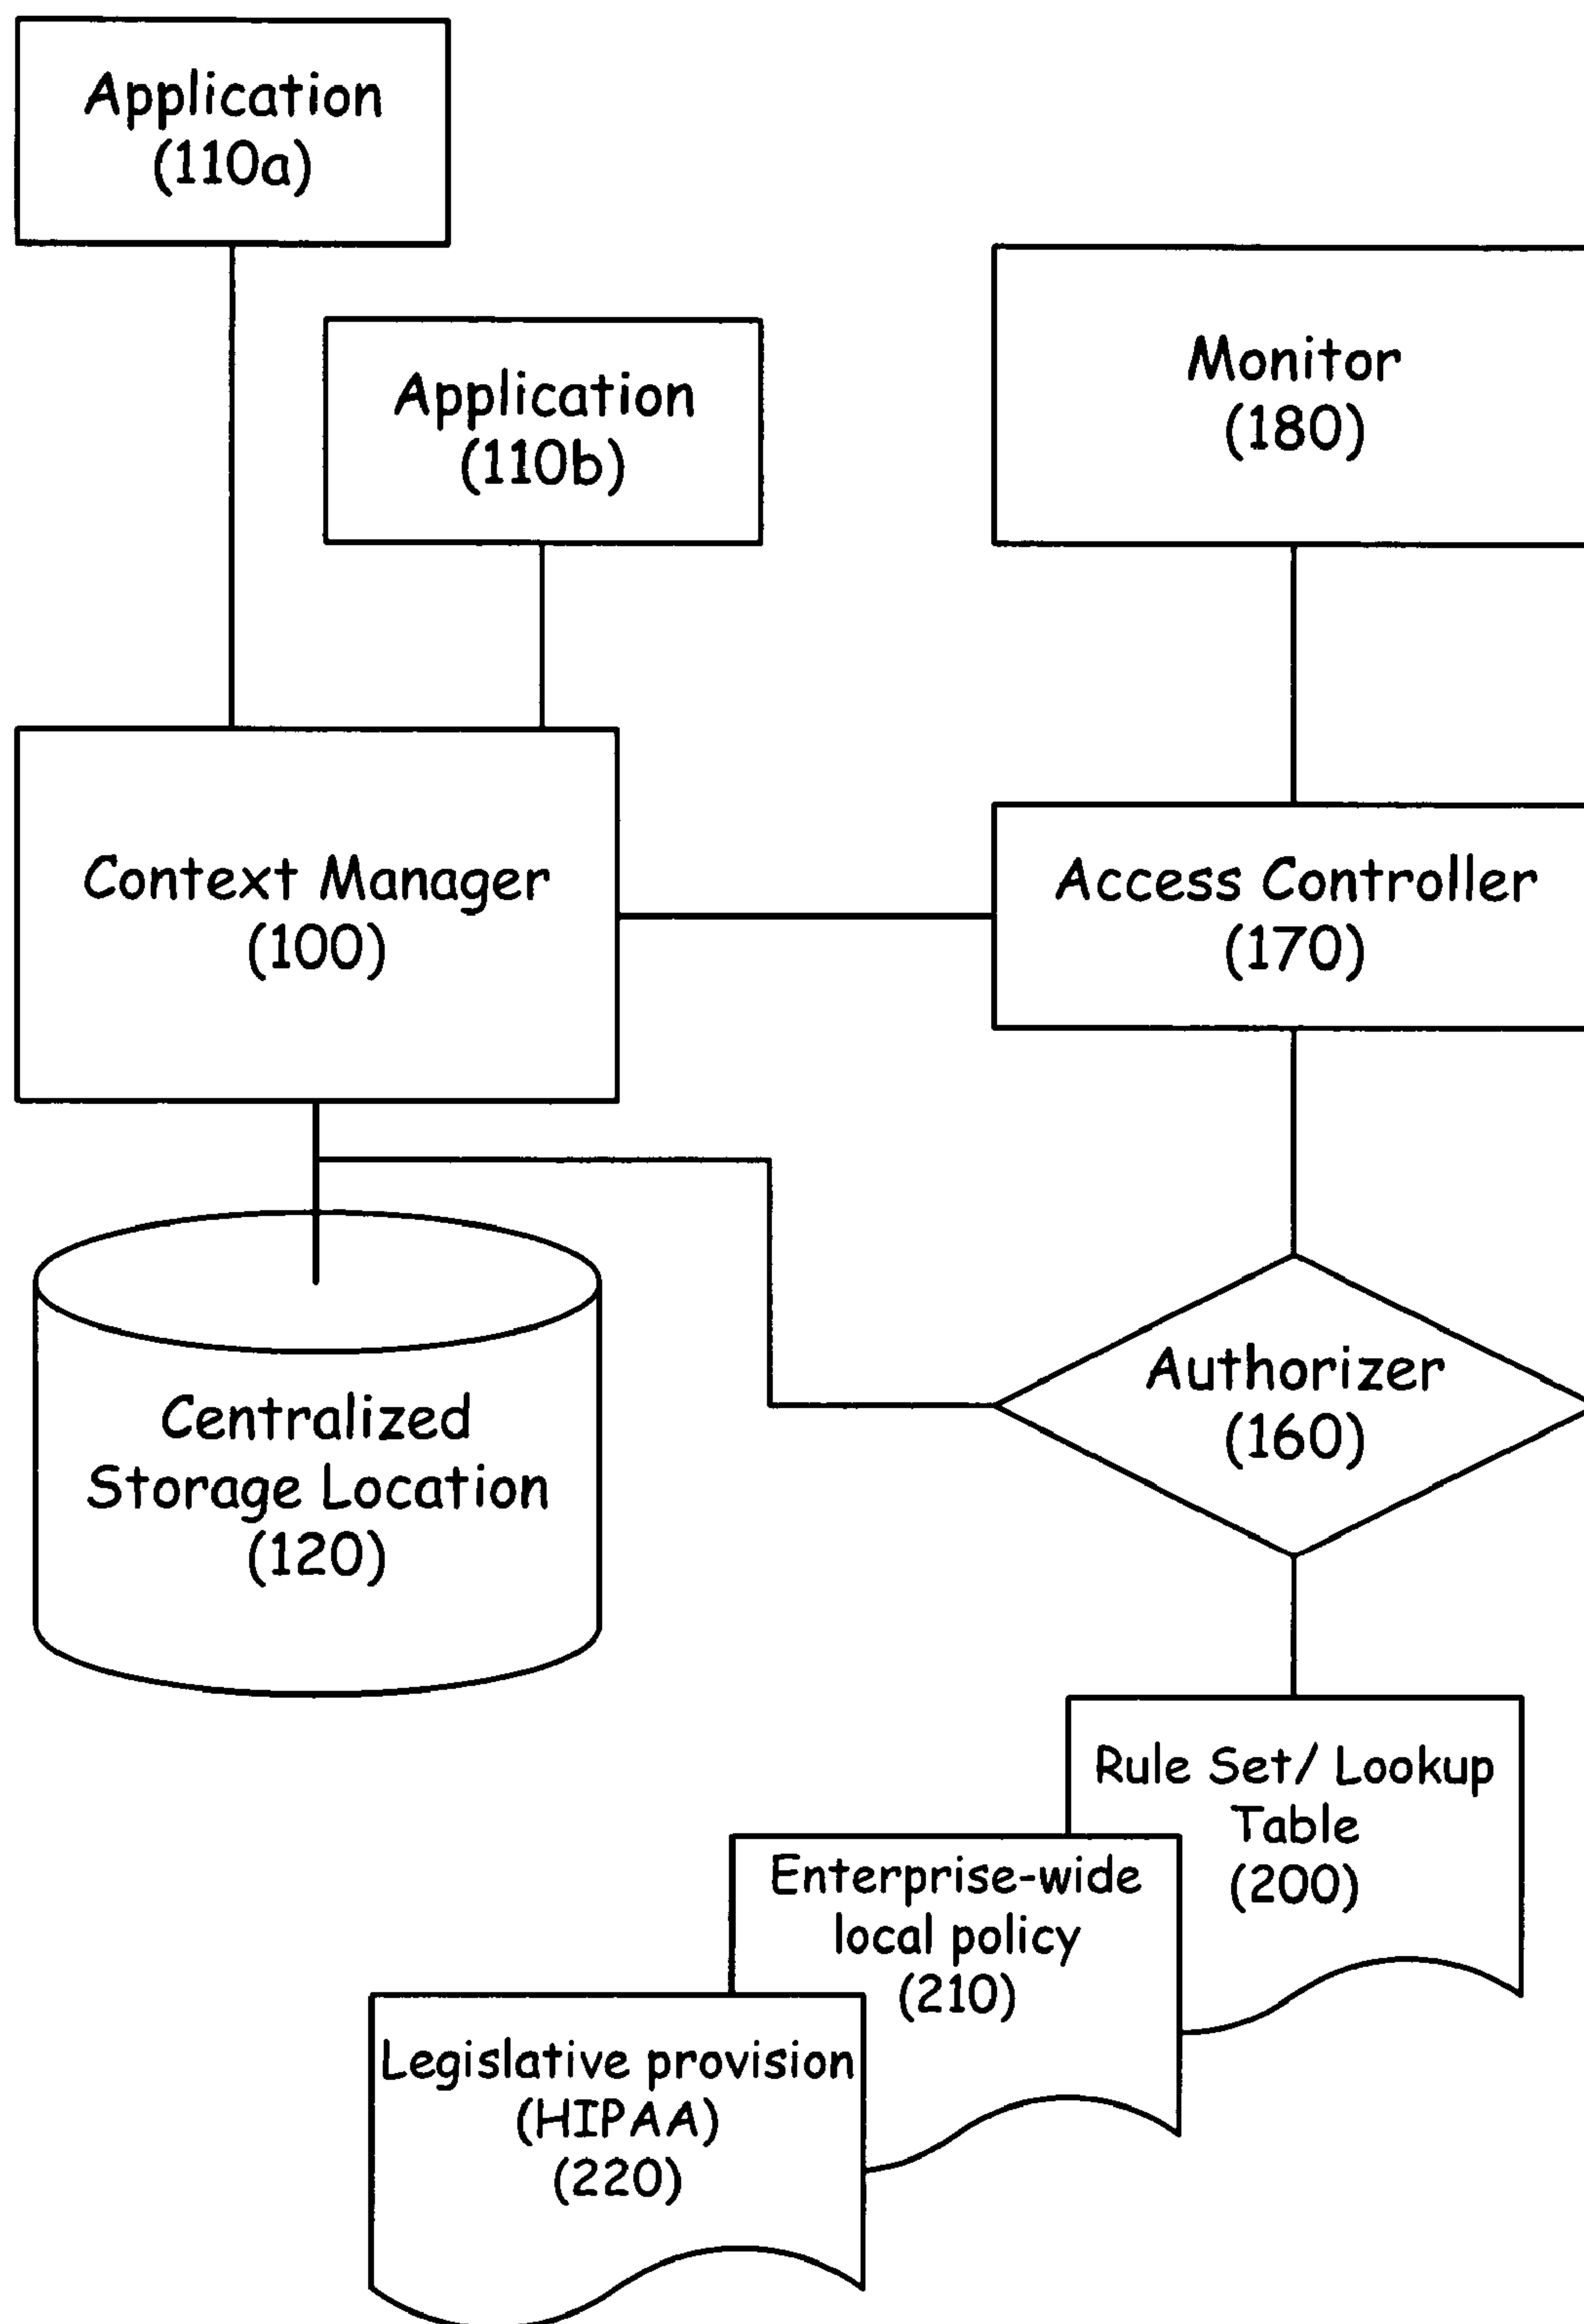 Application
(110a)
Application
(110b)
Monitor
(180)
Context Manager
(100)
Access Controller
(170)
Centralized
Storage Location
(120)
Authorizer
(160)
Rule Set/ Lookup
Table
(200)
Enterprise-wide
local policy
(210)
Legislative provision
(HIPAA)
(220)